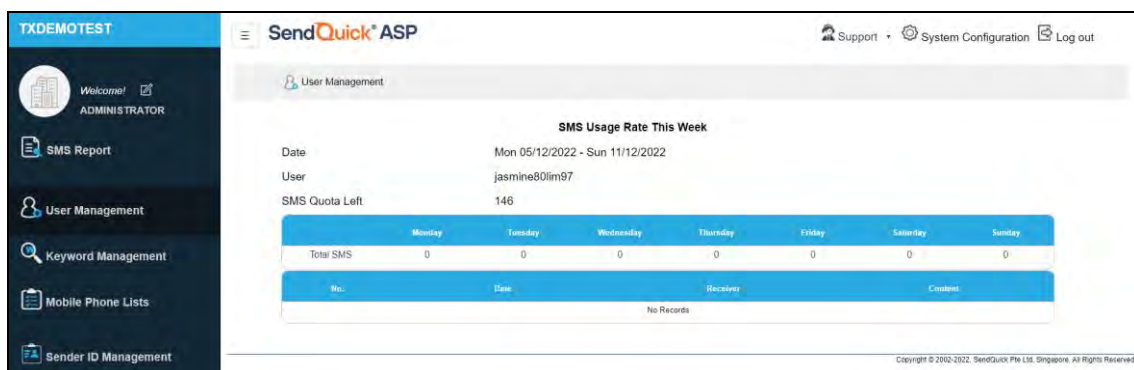 TXDEMOTEST
SendQuick® ASP
Support
System Configuration
Log out
Welcome!
ADMINISTRATOR
SMS Report
User Management
Keyword Management
Mobile Phone Lists
Sender ID Management
User Management
SMS Usage Rate This Week
Date Mon 05/12/2022 - Sun 11/12/2022
User jasmine80lim97
SMS Quota Left 146
Monday Tuesday Wednesday Thursday Friday Saturday Sunday
Total SMS 0 0 0 0 0 0 0
No. Date Receiver Content
No Records
Copyright © 2002-2022, SendQuick Pte Ltd. Singapore. All Rights Reserved